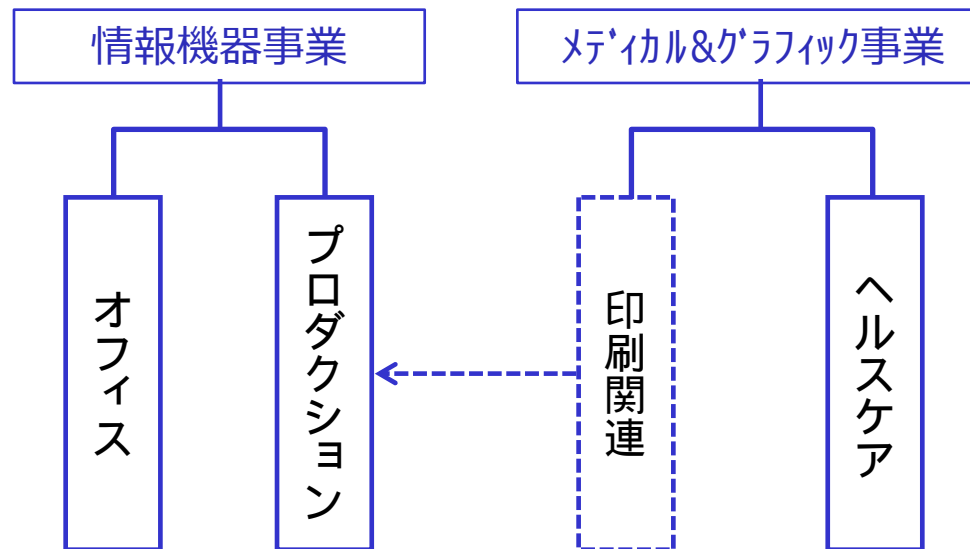 情報機器事業
ﾒﾃﾞｨｶﾙ&ｸﾞﾗﾌｨｯｸ事業
オフィス
プロダクション
印刷関連
ヘルスケア